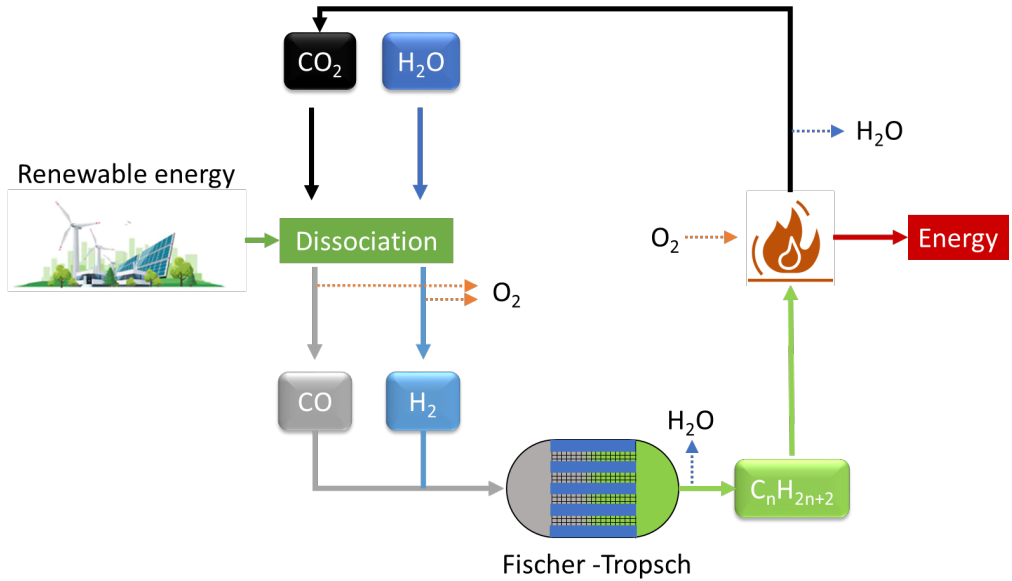 CO₂
H₂O
H₂O
Renewable energy
Dissociation
O₂
Energy
O₂
CO
H₂
H₂O
CₙH₂ₙ₊₂
Fischer -Tropsch